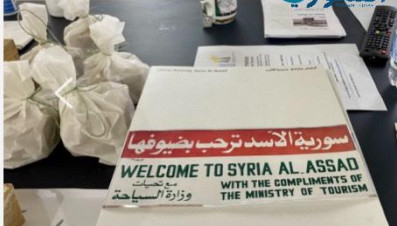 سورية الأسد ترحب بضيوفها
WELCOME TO SYRIA AL.ASSAD
مع تحيات
وزارة السياحة
WITH THE COMPLIMENTS OF
THE MINISTRY OF TOURISM